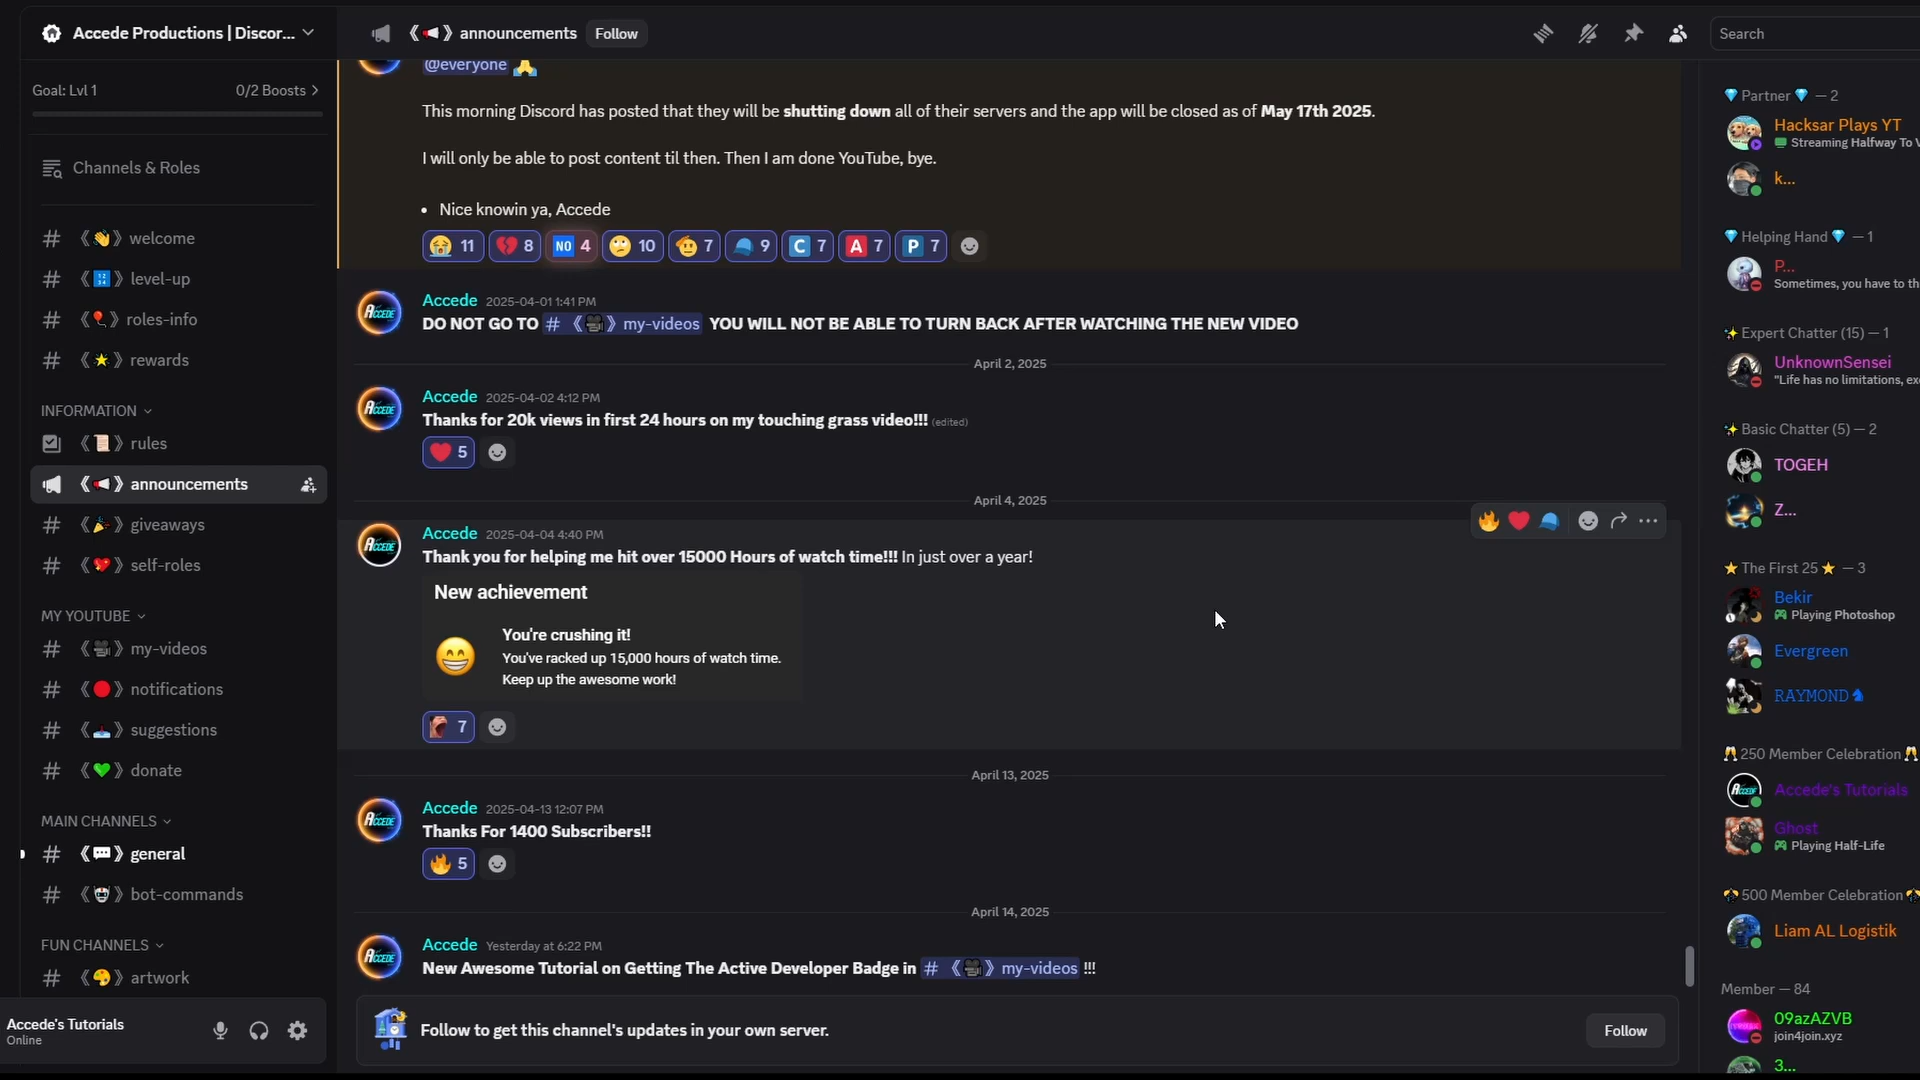 Accede Productions | Discor...
《📢》 announcements
Follow
Search
Goal: Lvl 1
0/2 Boosts >
Channels & Roles
# 《👋》 welcome
# 《🔢》 level-up
# 《🎈》 roles-info
# 《⭐》 rewards
INFORMATION
《📜》 rules
《📢》 announcements
# 《🎉》 giveaways
# 《💖》 self-roles
MY YOUTUBE
# 《🎥》 my-videos
# 《🔴》 notifications
# 《📥》 suggestions
# 《💚》 donate
MAIN CHANNELS
# 《💬》 general
# 《🤖》 bot-commands
FUN CHANNELS
# 《🎨》 artwork
Accede's Tutorials
Online
@everyone 🙏
This morning Discord has posted that they will be shutting down all of their servers and the app will be closed as of May 17th 2025.
I will only be able to post content til then. Then I am done YouTube, bye.
• Nice knowin ya, Accede
😭 11 💔 8 NO 4 🙄 10 🫡 7 🧢 9 C 7 A 7 P 7
ACCEDE
Accede 2025-04-01 1:41 PM
DO NOT GO TO # 《🎥》 my-videos YOU WILL NOT BE ABLE TO TURN BACK AFTER WATCHING THE NEW VIDEO
April 2, 2025
ACCEDE
Accede 2025-04-02 4:12 PM
Thanks for 20k views in first 24 hours on my touching grass video!!! (edited)
❤️ 5
April 4, 2025
ACCEDE
Accede 2025-04-04 4:40 PM
Thank you for helping me hit over 15000 Hours of watch time!!! In just over a year!
New achievement
You're crushing it!
You've racked up 15,000 hours of watch time.
Keep up the awesome work!
7
April 13, 2025
ACCEDE
Accede 2025-04-13 12:07 PM
Thanks For 1400 Subscribers!!
🔥 5
April 14, 2025
ACCEDE
Accede Yesterday at 6:22 PM
New Awesome Tutorial on Getting The Active Developer Badge in # 《🎥》 my-videos !!!
Follow to get this channel's updates in your own server.
Follow
💎 Partner 💎 — 2
Hacksar Plays YT
Streaming Halfway To V
k...
💎 Helping Hand 💎 — 1
P...
Sometimes, you have to th
✨ Expert Chatter (15) — 1
UnknownSensei
"Life has no limitations, ex
✨ Basic Chatter (5) — 2
TOGEH
Z...
⭐ The First 25 ⭐ — 3
Bekir
Playing Photoshop
Evergreen
RAYMOND♞
🥂 250 Member Celebration 🥂
ACCEDE
Accede's Tutorials
Ghost
Playing Half-Life
500 Member Celebration
Liam AL Logistik
Member — 84
09azAZVB
join4join.xyz
3...